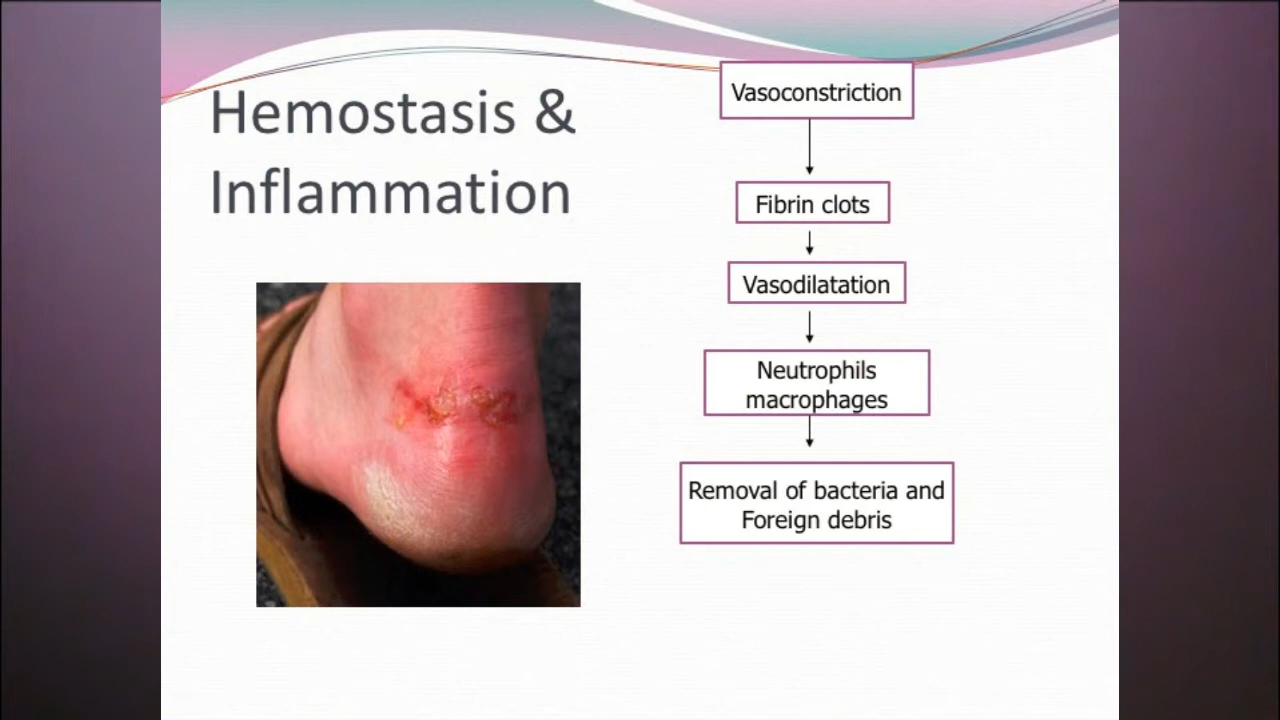 Hemostasis &
Inflammation
Vasoconstriction
Fibrin clots
Vasodilatation
Neutrophils
macrophages
Removal of bacteria and
Foreign debris